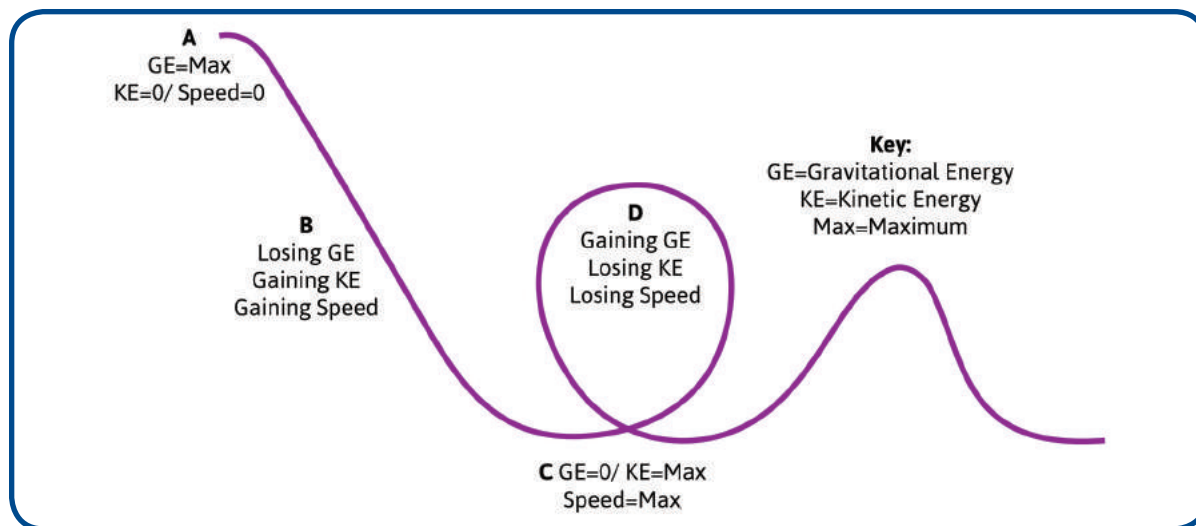 A
GE=Max
KE=0/ Speed=0
B
Losing GE
Gaining KE
Gaining Speed
D
Gaining GE
Losing KE
Losing Speed
Key:
GE=Gravitational Energy
KE=Kinetic Energy
Max=Maximum
C GE=0/ KE=Max
Speed=Max